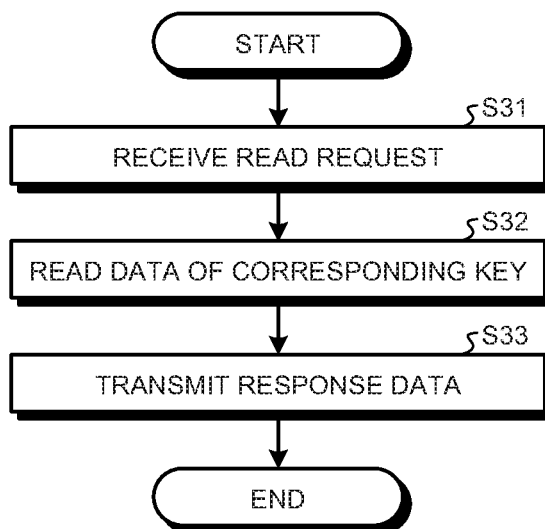 START
S31
RECEIVE READ REQUEST
S32
READ DATA OF CORRESPONDING KEY
S33
TRANSMIT RESPONSE DATA
END